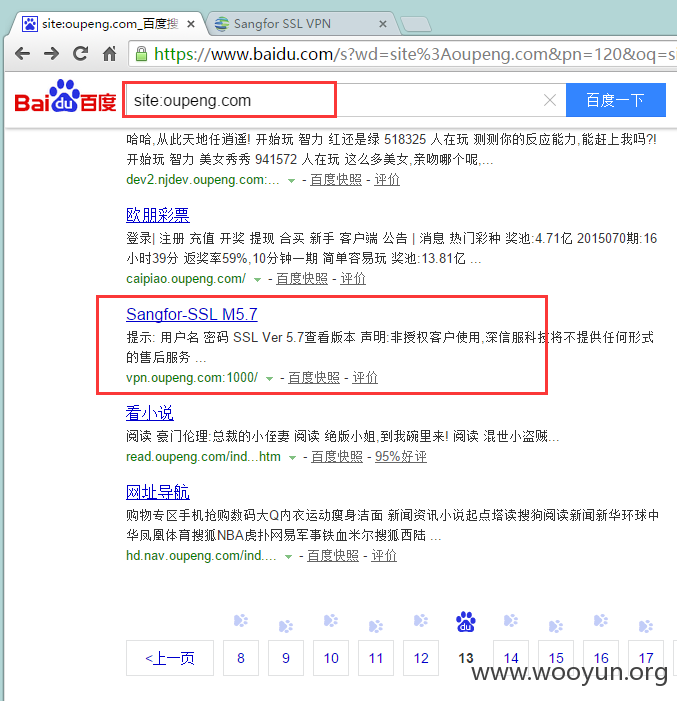 site:oupeng.com_百度搜 × Sangfor SSL VPN ×
https://www.baidu.com/s?wd=site%3Aoupeng.com&pn=120&oq=si
Bai du 百度 site:oupeng.com × 百度一下
哈哈,从此天地任逍遥! 开始玩 智力 红还是绿 518325 人在玩 测测你的反应能力,能赶上我吗?!
开始玩 智力 美女秀秀 941572 人在玩 这么多美女,亲吻哪个呢,...
dev2.njdev.oupeng.com:... - 百度快照 - 评价
欧朋彩票
登录| 注册 充值 开奖 提现 合买 新手 客户端 公告 | 消息 热门彩种 奖池:4.71亿 2015070期:16
小时39分 返奖率59%,10分钟一期 简单容易玩 奖池:13.81亿 ...
caipiao.oupeng.com/ - 百度快照 - 评价
Sangfor-SSL M5.7
提示: 用户名 密码 SSL Ver 5.7查看版本 声明:非授权客户使用,深信服科技将不提供任何形式
的售后服务 ...
vpn.oupeng.com:1000/ - 百度快照 - 评价
看小说
阅读 豪门伦理:总裁的小侄妻 阅读 绝版小姐,到我碗里来! 阅读 混世小盗贼...
read.oupeng.com/ind...htm - 百度快照 - 95%好评
网址导航
购物专区手机抢购数码大Q内衣运动瘦身洁面 新闻资讯小说起点塔读搜狗阅读新闻新华环球中
华凤凰体育搜狐NBA虎扑网易军事铁血米尔搜狐西陆 ...
hd.nav.oupeng.com/ind.... - 百度快照 - 评价
du
<上一页 8 9 10 11 12 13 14 15 16 17
www.wooyun.org